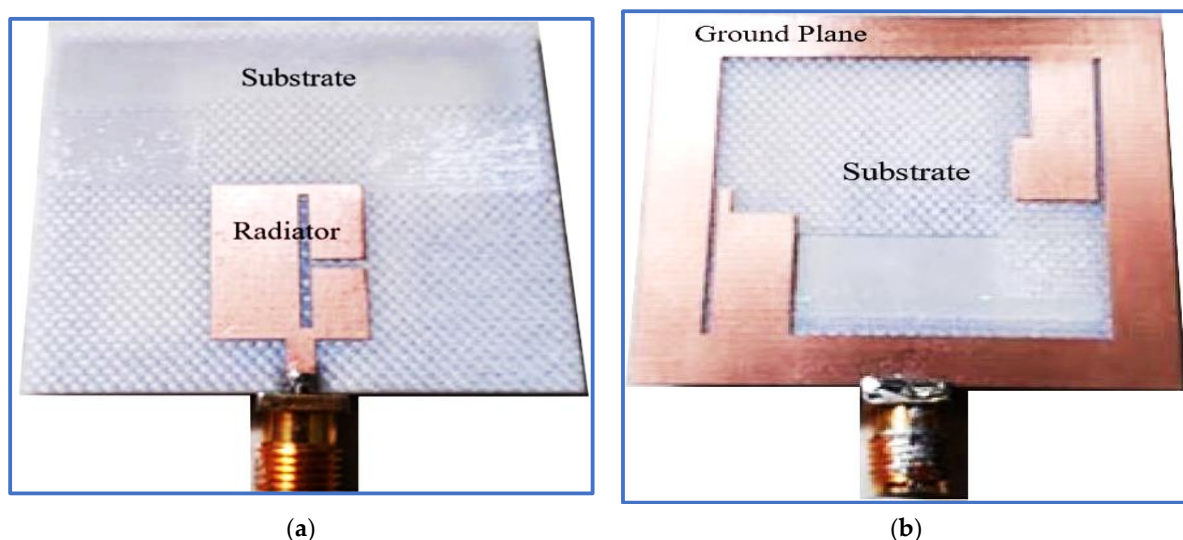 Substrate
Radiator
Ground Plane
Substrate
(a)
(b)